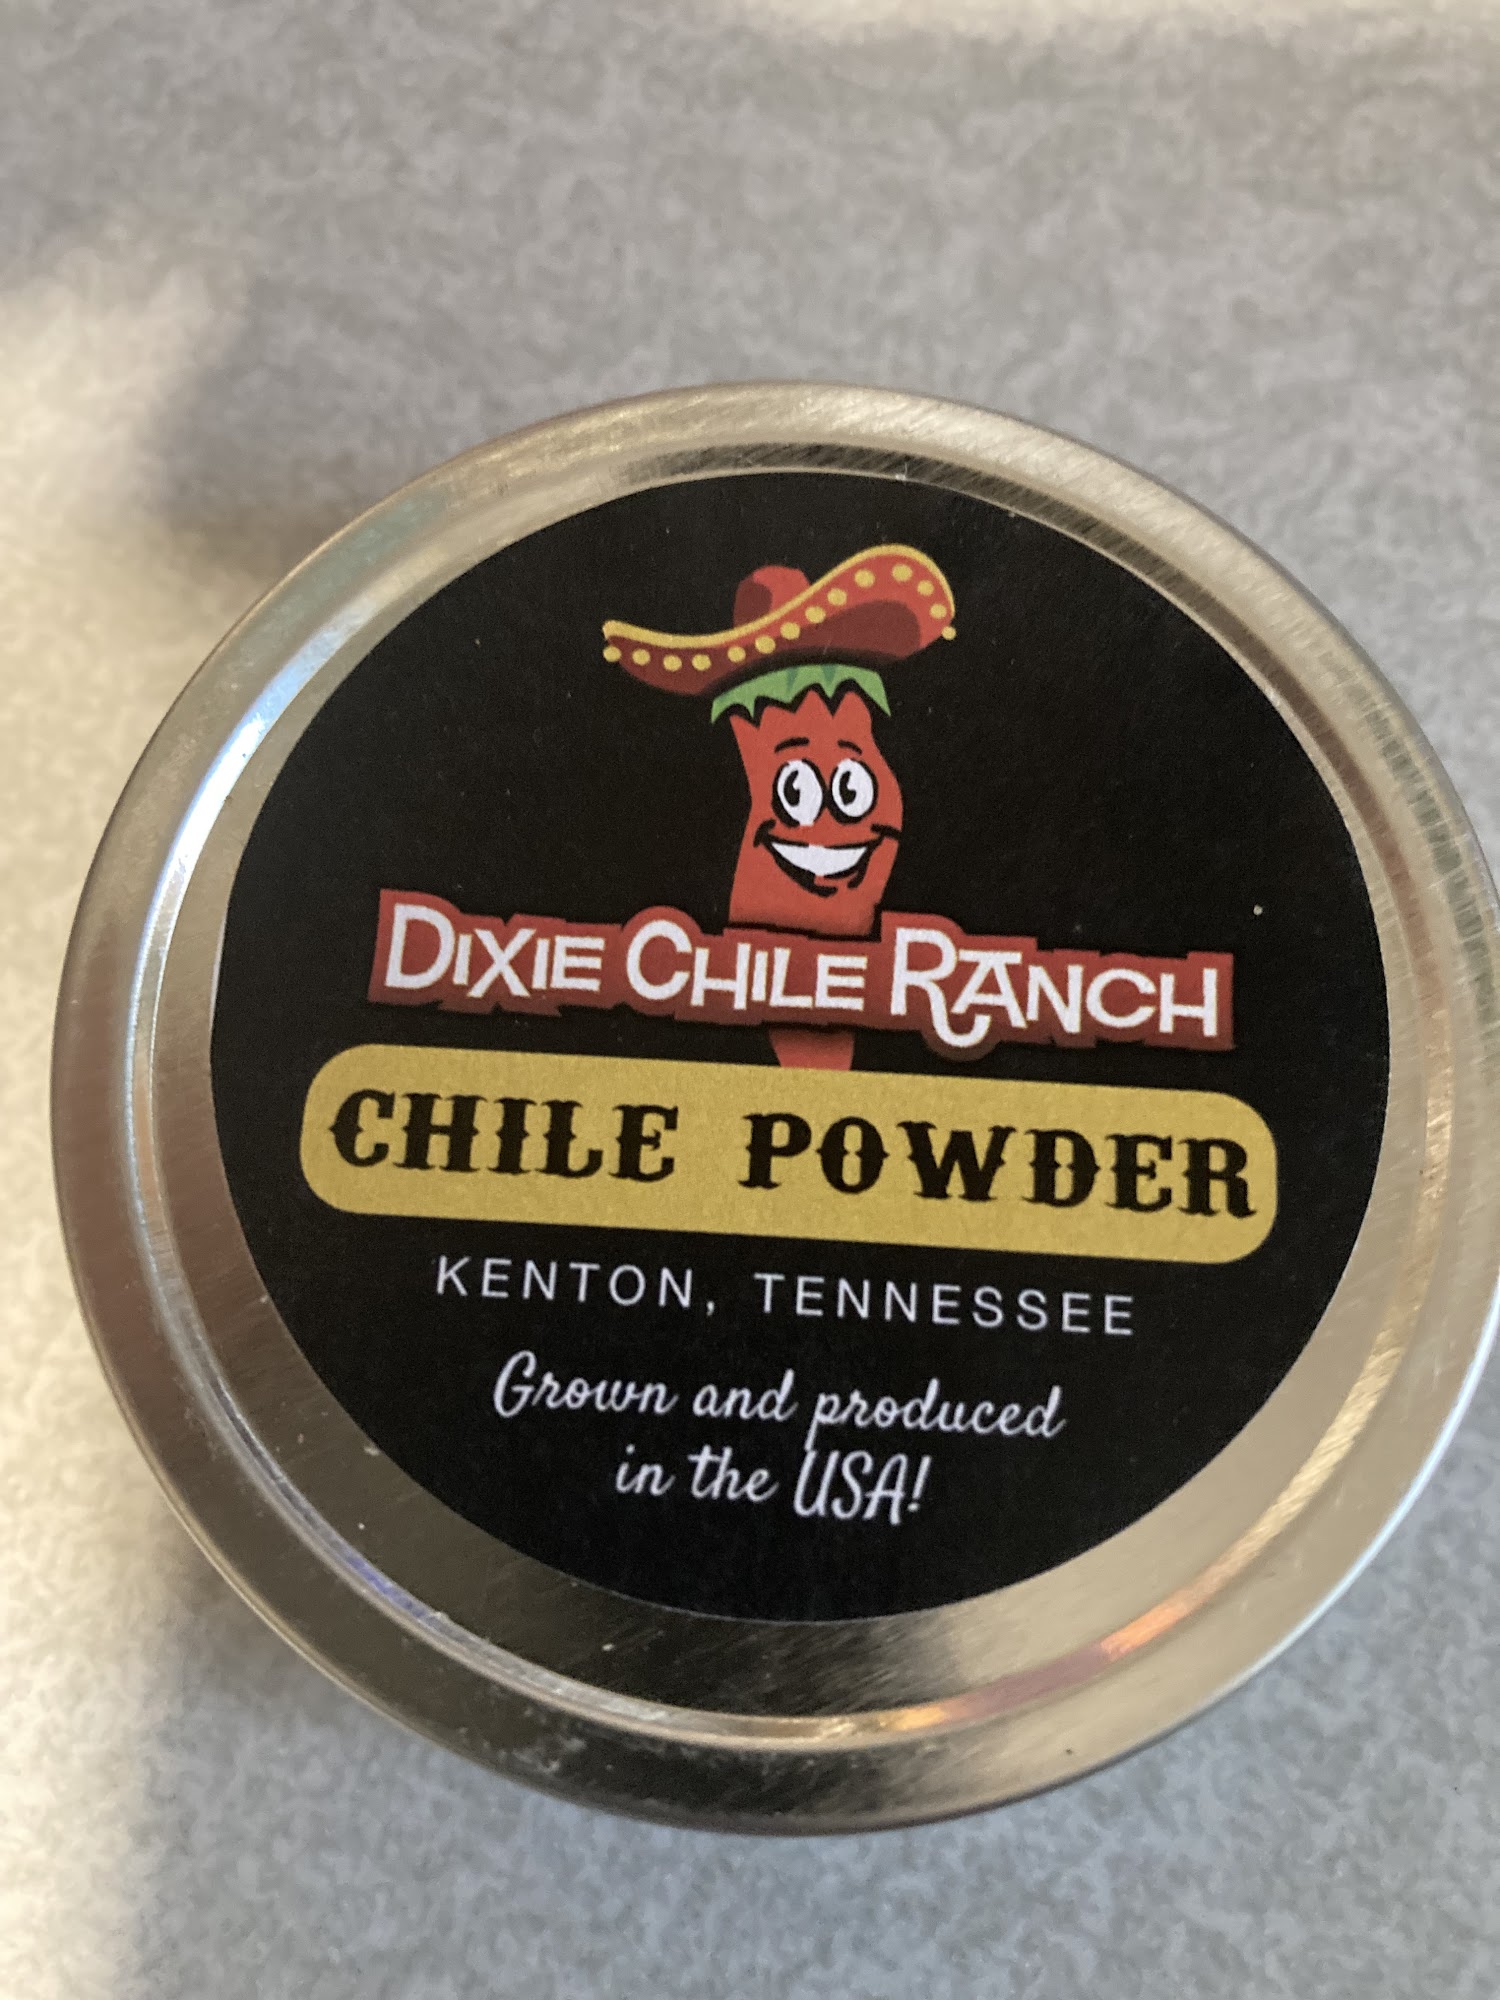 DIXIE CHILE RANCH
CHILE POWDER
KENTON, TENNESSEE
Grown and produced
in the USA!